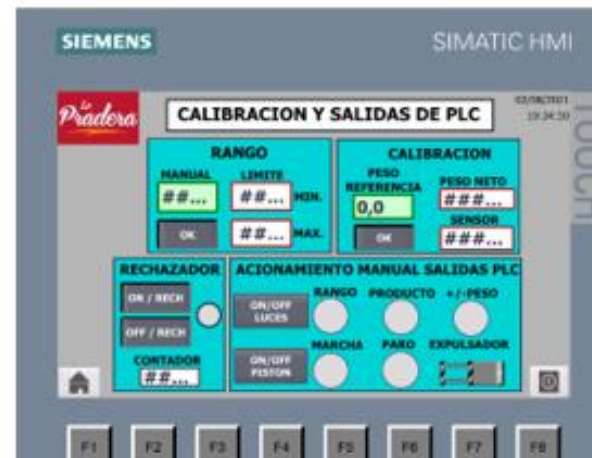 SIEMENS
SIMATIC HMI
TOUCH
La Pradera
CALIBRACION Y SALIDAS DE PLC
RANGO
MANUAL
##...
OK
LIMITE
##... MIN.
##... MAX.
CALIBRACION
PESO REFERENCIA
0,0
OK
PESO NETO
###...
SENSOR
###...
RECHAZADOR
ON / RECH
OFF / RECH
CONTADOR
##...
ACIONAMIENTO MANUAL SALIDAS PLC
ON/OFF LUCES
RANGO
PRODUCTO
+/-PESO
ON/OFF PISTON
MARCHA
PARO
EXPULSADOR
F1
F2
F3
F4
F5
F6
F7
F8